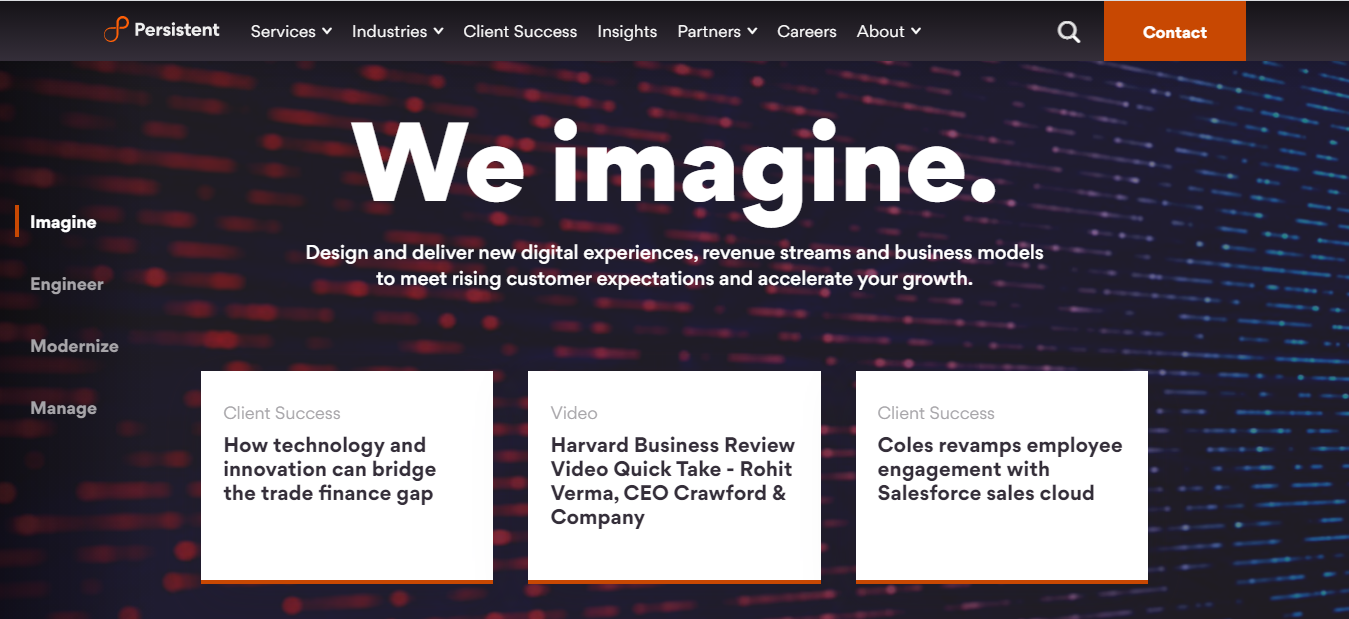 Persistent Services Industries Client Success Insights Partners Careers About Contact
We imagine.
Design and deliver new digital experiences, revenue streams and business models
to meet rising customer expectations and accelerate your growth.
Imagine
Engineer
Modernize
Manage
Client Success
How technology and
innovation can bridge
the trade finance gap
Video
Harvard Business Review
Video Quick Take - Rohit
Verma, CEO Crawford &
Company
Client Success
Coles revamps employee
engagement with
Salesforce sales cloud